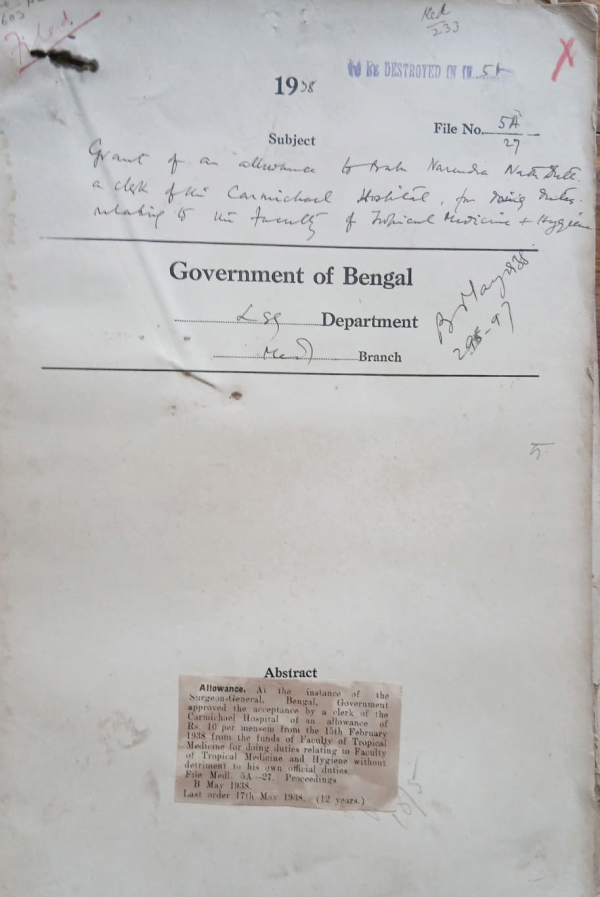 Med
233
Filed.
TO BE DESTROYED IN 19 51
1938
File No. 5A
27
Subject
Grant of an allowance to Babu Narendra Nath Dutt
a clerk of the Carmichael Hospital, for doing duties
relating to the Faculty of Tropical Medicine + Hygiene
Government of Bengal
LSG Department
Medl Branch
B May 1938
295-97
Abstract
Allowance. At the instance of the
Surgeon-General, Bengal, Government
approved the acceptance by a clerk of the
Carmichael Hospital of an allowance of
Rs. 10 per mensem from the 15th February
1938 from the funds of Faculty of Tropical
Medicine for doing duties relating to Faculty
of Tropical Medicine and Hygiene without
detriment to his own official duties.
File Medl. 5A—27. Proceedings
B May 1938.
Last order 17th May 1938. (12 years.)